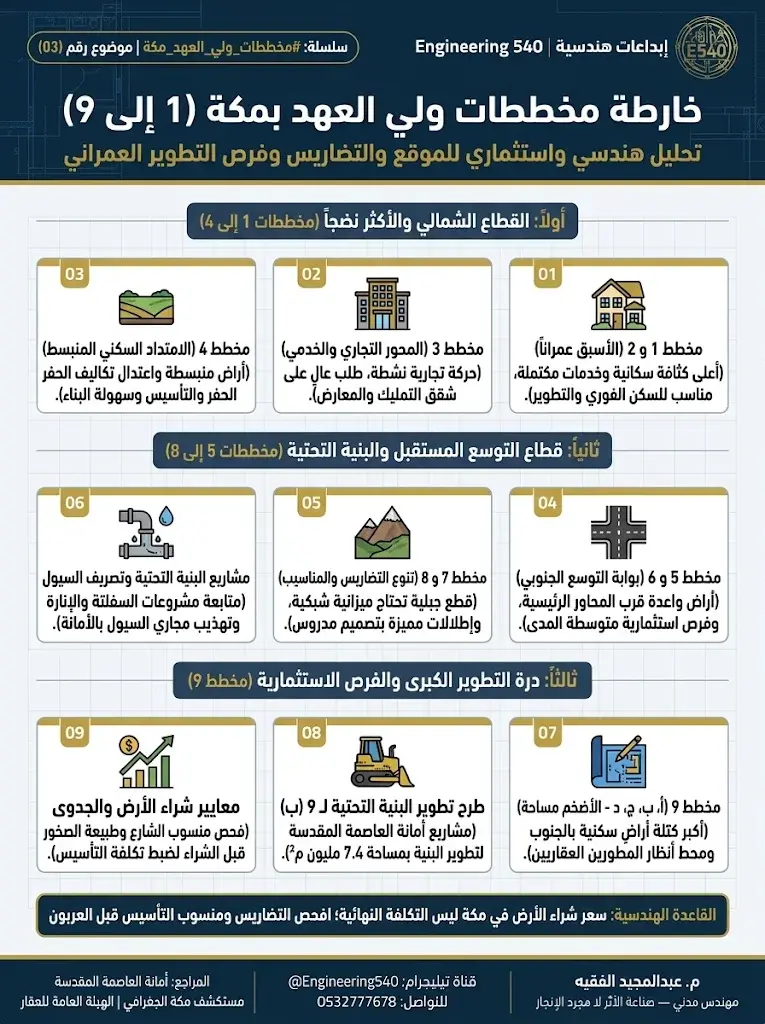 E540
إبداعات هندسية | Engineering 540
سلسلة: #مخططات_ولي_العهد_مكة | موضوع رقم (03)
خارطة مخططات ولي العهد بمكة (1 إلى 9)
تحليل هندسي واستثماري للموقع والتضاريس وفرص التطوير العمراني
أولاً: القطاع الشمالي والأكثر نضجاً (مخططات 1 إلى 4)
01
مخطط 1 و 2 (الأسبق عمراناً)
(أعلى كثافة سكانية وخدمات مكتملة،
مناسب للسكن الفوري والتطوير).
02
مخطط 3 (المحور التجاري والخدمي)
(حركة تجارية نشطة، طلب عالٍ على
شقق التمليك والمعارض).
03
مخطط 4 (الامتداد السكني المنبسط)
(أراضٍ منبسطة واعتدال تكاليف الحفر
الحفر والتأسيس وسهولة البناء).
ثانياً: قطاع التوسع المستقبل والبنية التحتية (مخططات 5 إلى 8)
04
مخطط 5 و 6 (بوابة التوسع الجنوبي)
(أراضٍ واعدة قرب المحاور الرئيسية،
وفرص استثمارية متوسطة المدى).
05
مخطط 7 و 8 (تنوع التضاريس والمناسيب)
(قطع جبلية تحتاج ميزانية شبكية،
وإطلالات مميزة بتصميم مدروس).
06
مشاريع البنية التحتية وتصريف السيول
(متابعة مشروعات السفلتة والإنارة
وتهذيب مجاري السيول بالأمانة).
ثالثاً: درة التطوير الكبرى والفرص الاستثمارية (مخطط 9)
07
مخطط 9 (أ، ب، ج، د - الأضخم مساحة)
(أكبر كتلة أراضٍ سكنية بالجنوب
ومحط أنظار المطورين العقاريين).
08
طرح تطوير البنية التحتية لـ 9 (ب)
(مشاريع أمانة العاصمة المقدسة
لتطوير البنية بمساحة 7.4 مليون م²).
09
معايير شراء الأرض والجدوى
(فحص منسوب الشارع وطبيعة الصخور
قبل الشراء لضبط تكلفة التأسيس).
القاعدة الهندسية: سعر شراء الأرض في مكة ليس التكلفة النهائية؛ افحص التضاريس ومنسوب التأسيس قبل العربون
م. عبدالمجيد الفقيه
مهندس مدني — صناعة الأثر لا مجرد الإنجاز
قناة تيليجرام: Engineering540@
للتواصل: 0532777678
المراجع: أمانة العاصمة المقدسة
مستكشف مكة الجغرافي | الهيئة العامة للعقار